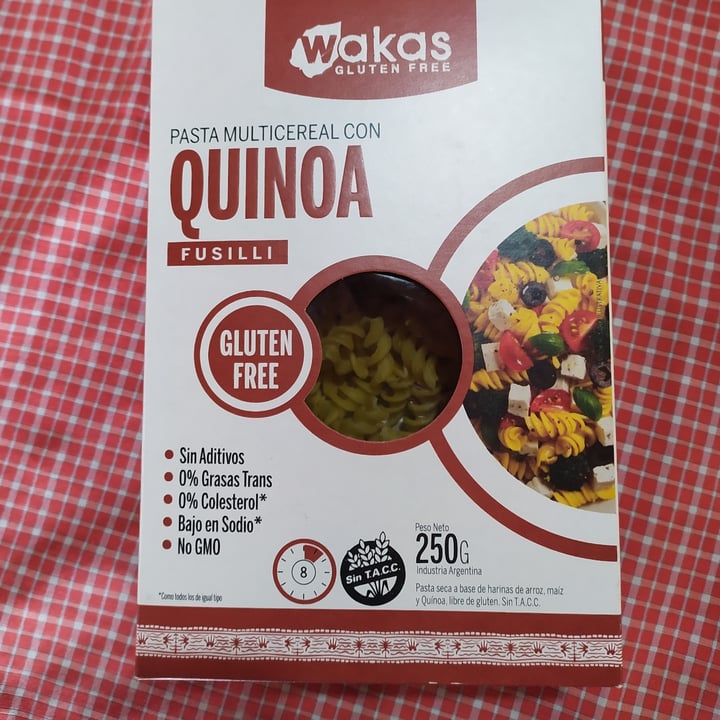 wakas
GLUTEN FREE
PASTA MULTICEREAL CON
QUINOA
FUSILLI
GLUTEN
FREE
• Sin Aditivos
• 0% Grasas Trans
• 0% Colesterol*
• Bajo en Sodio*
• No GMO
*Como todos los de igual tipo
8
Sin T.A.C.C.
Peso Neto
250G
Industria Argentina
Pasta seca a base de harinas de arroz, maíz
y Quínoa, libre de gluten. Sin T.A.C.C.